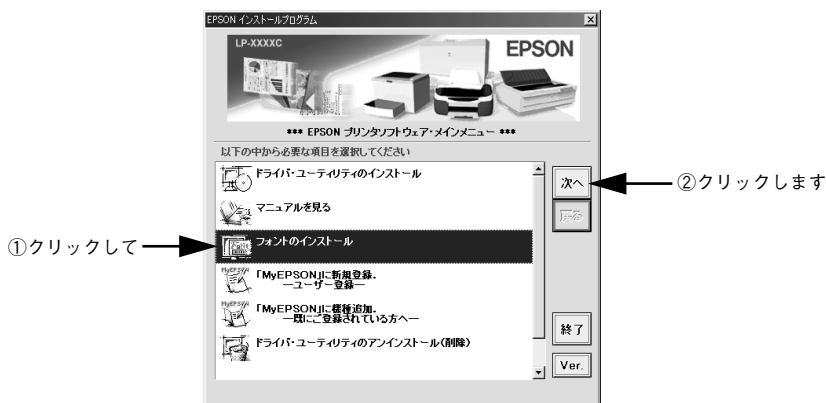 EPSON インストールプログラム
LP-XXXXC
EPSON
*** EPSON プリンタソフトウェア・メインメニュー ***
以下の中から必要な項目を選択してください
ドライバ・ユーティリティのインストール
次へ
②クリックします
マニュアルを見る
戻る
①クリックして
フォントのインストール
MyEPSON
「MyEPSON」に新規登録.
―ユーザー登録―
MyEPSON
「MyEPSON」に機種追加.
―既にご登録されている方へ―
終了
ドライバ・ユーティリティのアンインストール(削除)
Ver.